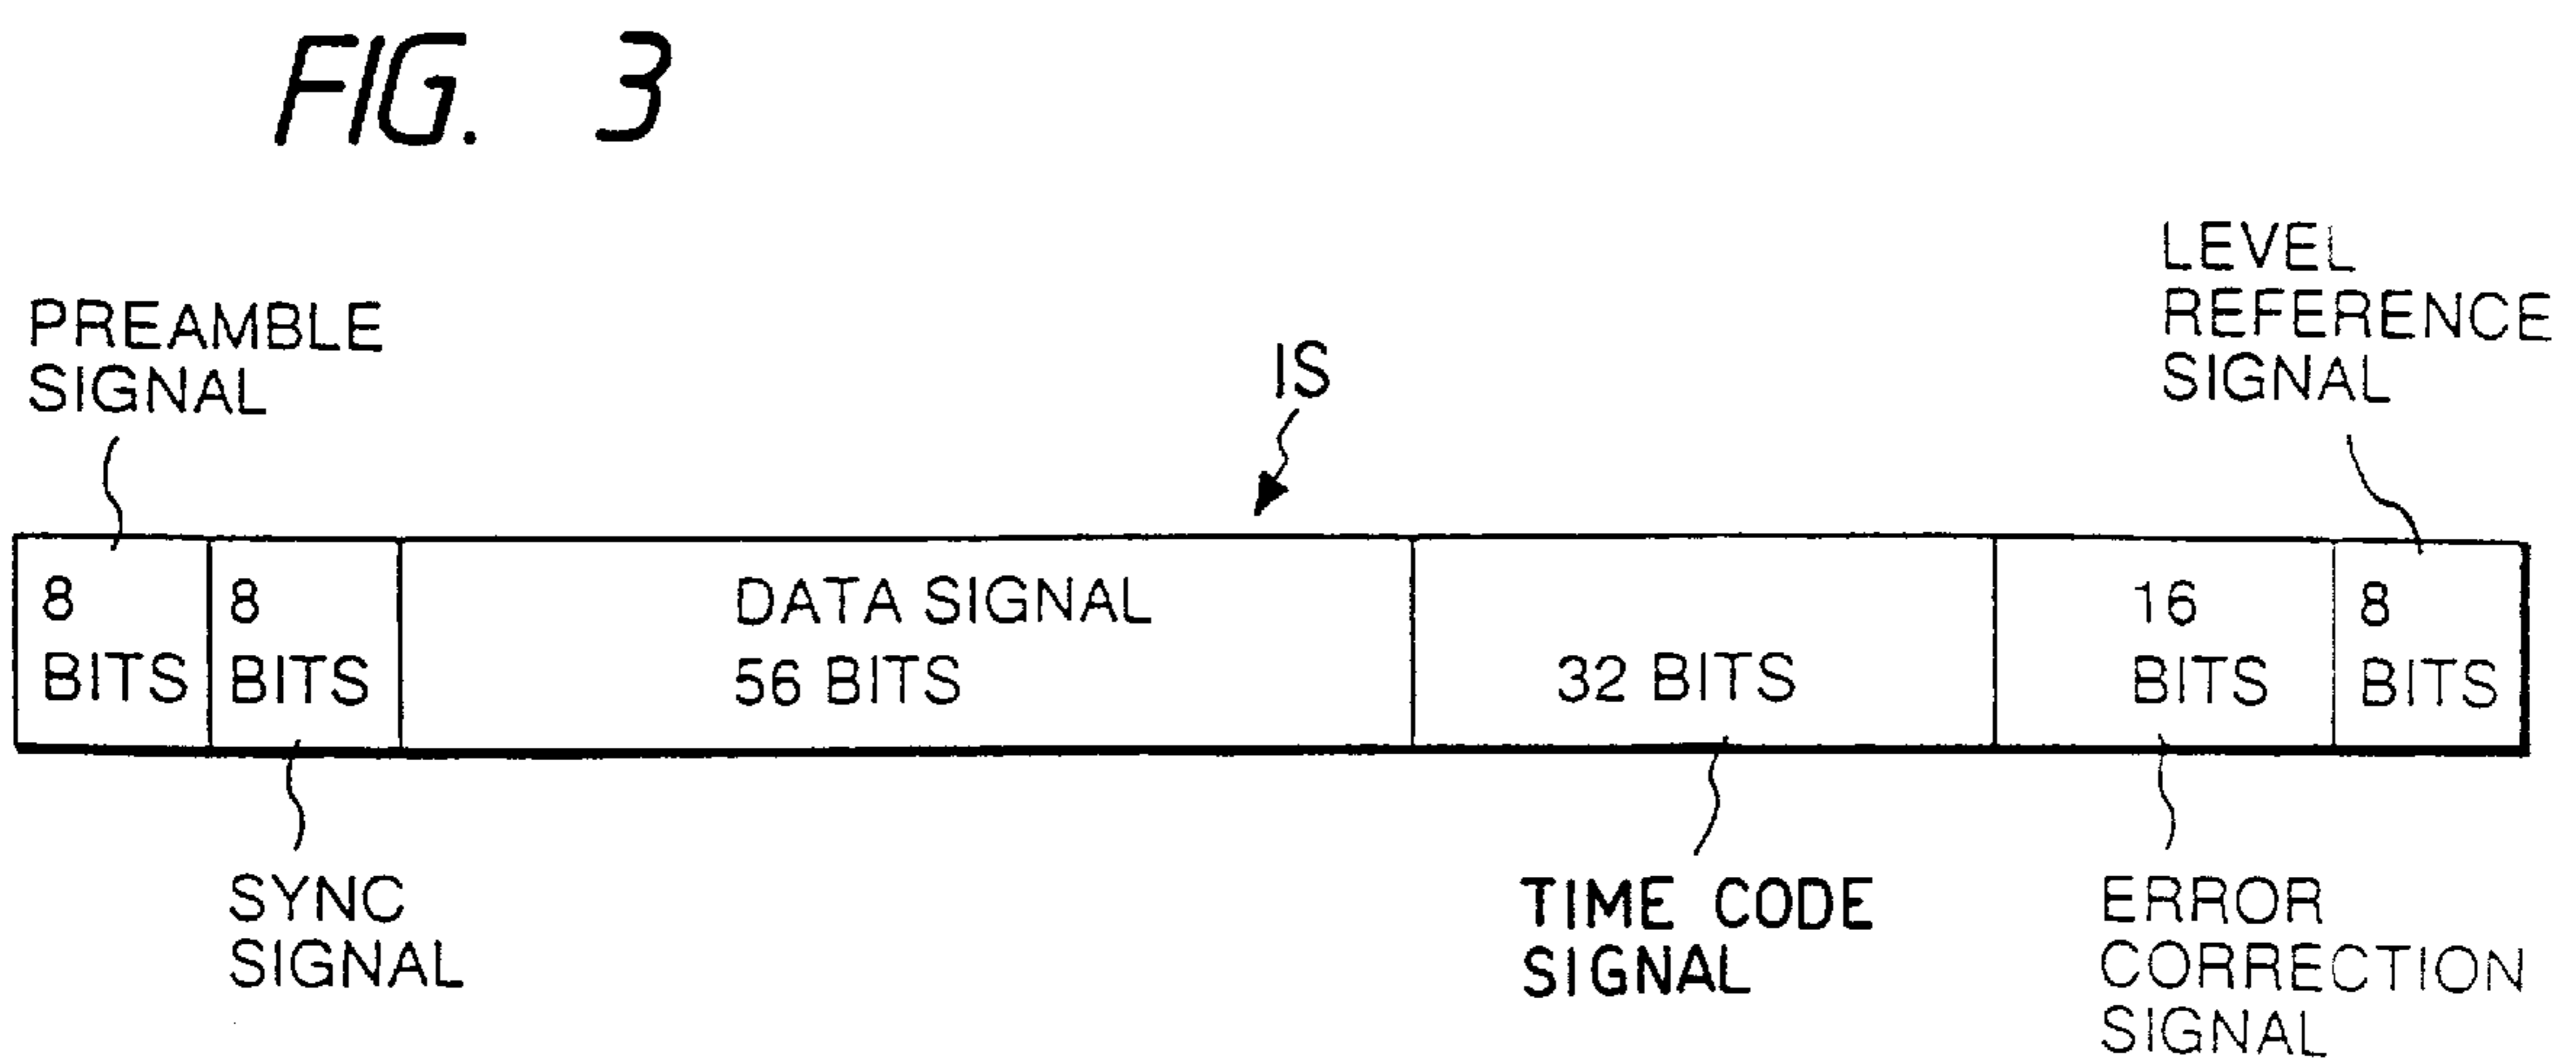 FIG. 3
LEVEL
REFERENCE
SIGNAL
PREAMBLE
SIGNAL
IS
8
BITS
8
BITS
DATA SIGNAL
56 BITS
32 BITS
16
BITS
8
BITS
SYNC
SIGNAL
TIME CODE
SIGNAL
ERROR
CORRECTION
SIGNAL